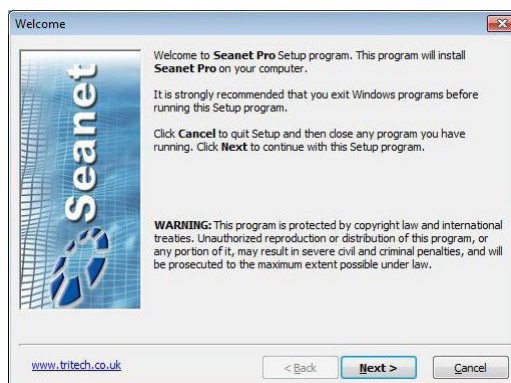 Welcome
Seanet
Welcome to Seanet Pro Setup program. This program will install
Seanet Pro on your computer.
It is strongly recommended that you exit Windows programs before
running this Setup program.
Click Cancel to quit Setup and then close any program you have
running. Click Next to continue with this Setup program.
WARNING: This program is protected by copyright law and international
treaties. Unauthorized reproduction or distribution of this program, or
any portion of it, may result in severe civil and criminal penalties, and will
be prosecuted to the maximum extent possible under law.
www.tritech.co.uk
< Back
Next >
Cancel